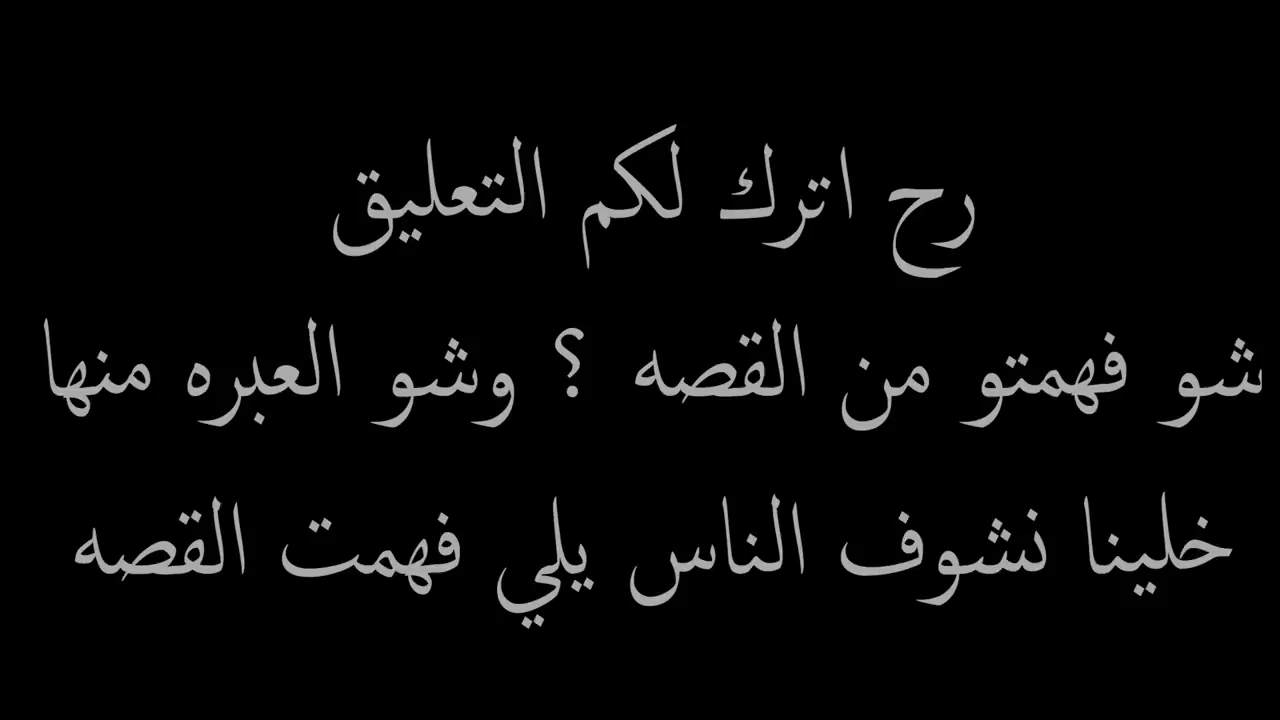 رح اترك لكم التعليق
شو فهمتو من القصه ؟ وشو العبره منها
خلينا نشوف الناس يلي فهمت القصه